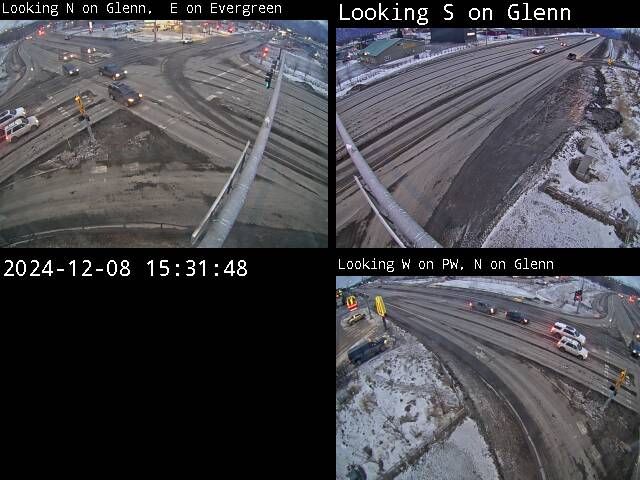 Looking N on Glenn,  E on Evergreen
Looking S on Glenn
2024-12-08 15:31:48
Looking W on PW, N on Glenn